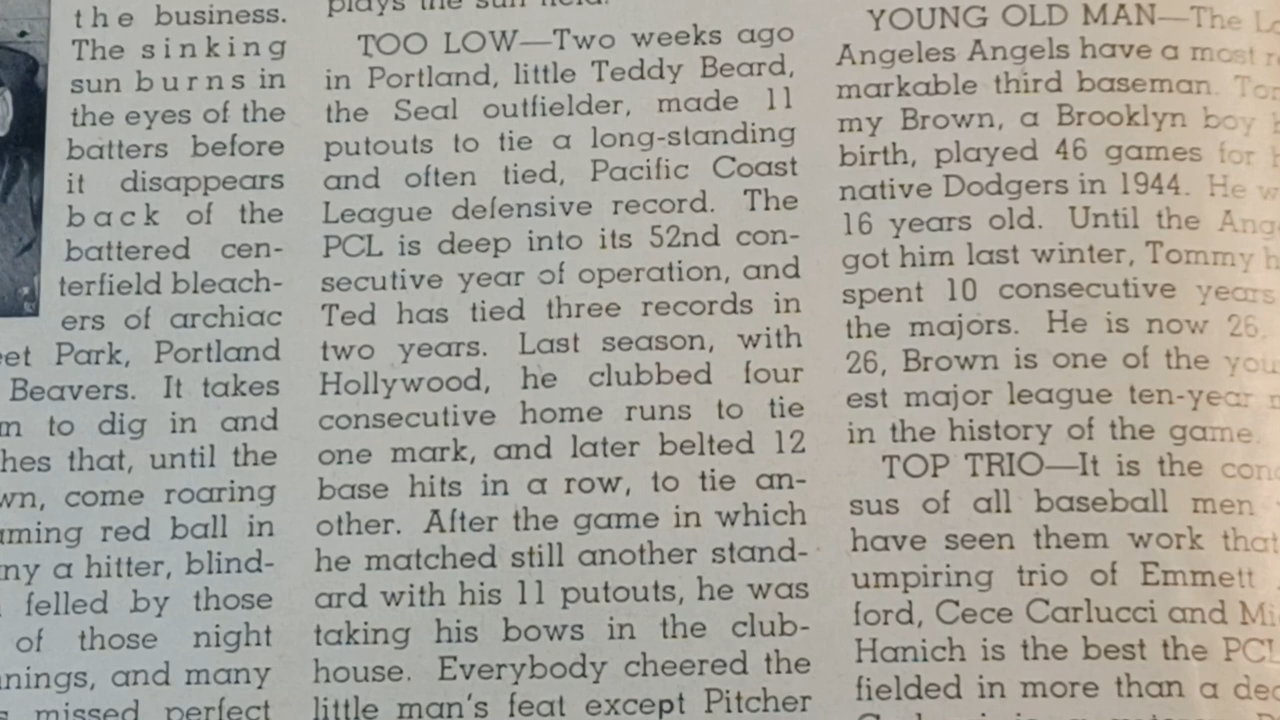 the business.
The sinking
sun burns in
the eyes of the
batters before
it disappears
back of the
battered cen-
terfield bleach-
ers of archiac
Park, Portland
Beavers. It takes
to dig in and
that, until the
come roaring
red ball in
a hitter, blind-
felled by those
of those night
and many
missed perfect
plays the sun field.
TOO LOW—Two weeks ago
in Portland, little Teddy Beard,
the Seal outfielder, made 11
putouts to tie a long-standing
and often tied, Pacific Coast
League defensive record. The
PCL is deep into its 52nd con-
secutive year of operation, and
Ted has tied three records in
two years. Last season, with
Hollywood, he clubbed four
consecutive home runs to tie
one mark, and later belted 12
base hits in a row, to tie an-
other. After the game in which
he matched still another stand-
ard with his 11 putouts, he was
taking his bows in the club-
house. Everybody cheered the
little man's feat except Pitcher
YOUNG OLD MAN—The
Angeles Angels have a most
markable third baseman.
my Brown, a Brooklyn boy
birth, played 46 games for
native Dodgers in 1944. He
16 years old. Until the
got him last winter, Tommy
spent 10 consecutive years
the majors. He is now 26.
26, Brown is one of the
est major league ten-year
in the history of the game.
TOP TRIO—It is the
sus of all baseball men
have seen them work that
umpiring trio of Emmett
ford, Cece Carlucci and
Hanich is the best the PCL
fielded in more than a